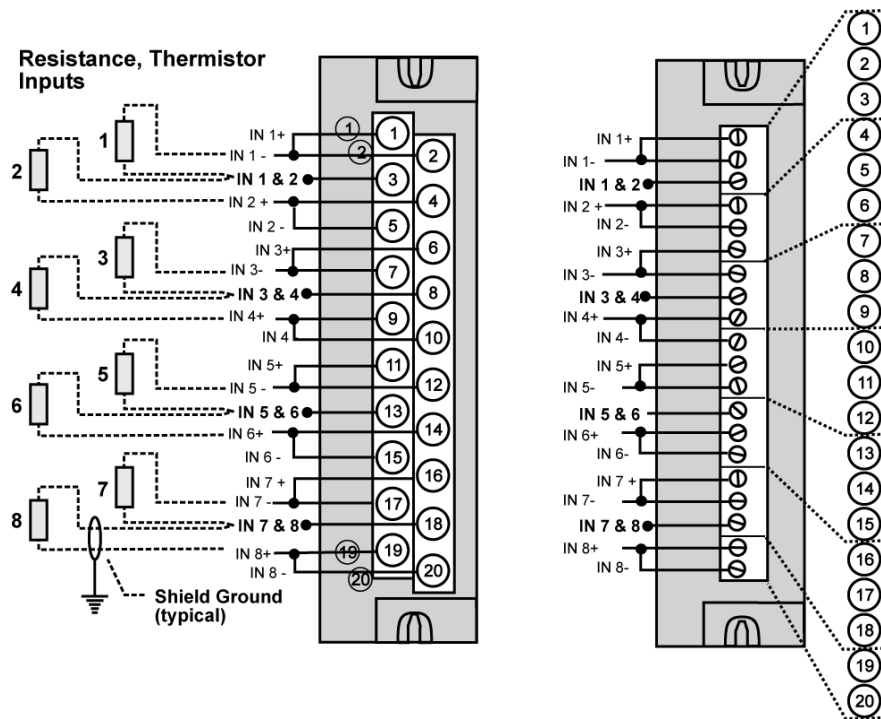 Resistance, Thermistor
Inputs
1
2
3
4
5
6
7
8
IN 1+
IN 1 -
IN 1 & 2
IN 2 +
IN 2 -
IN 3+
IN 3-
IN 3 & 4
IN 4+
IN 4
IN 5+
IN 5 -
IN 5 & 6
IN 6+
IN 6 -
IN 7 +
IN 7 -
IN 7 & 8
IN 8+
IN 8 -
Shield Ground
(typical)
1
2
19
20
1
2
3
4
5
6
7
8
9
10
11
12
13
14
15
16
17
18
19
20
IN 1+
IN 1-
IN 1 & 2
IN 2 +
IN 2-
IN 3+
IN 3-
IN 3 & 4
IN 4+
IN 4-
IN 5+
IN 5-
IN 5 & 6
IN 6+
IN 6-
IN 7 +
IN 7-
IN 7 & 8
IN 8+
IN 8-
1
2
3
4
5
6
7
8
9
10
11
12
13
14
15
16
17
18
19
20